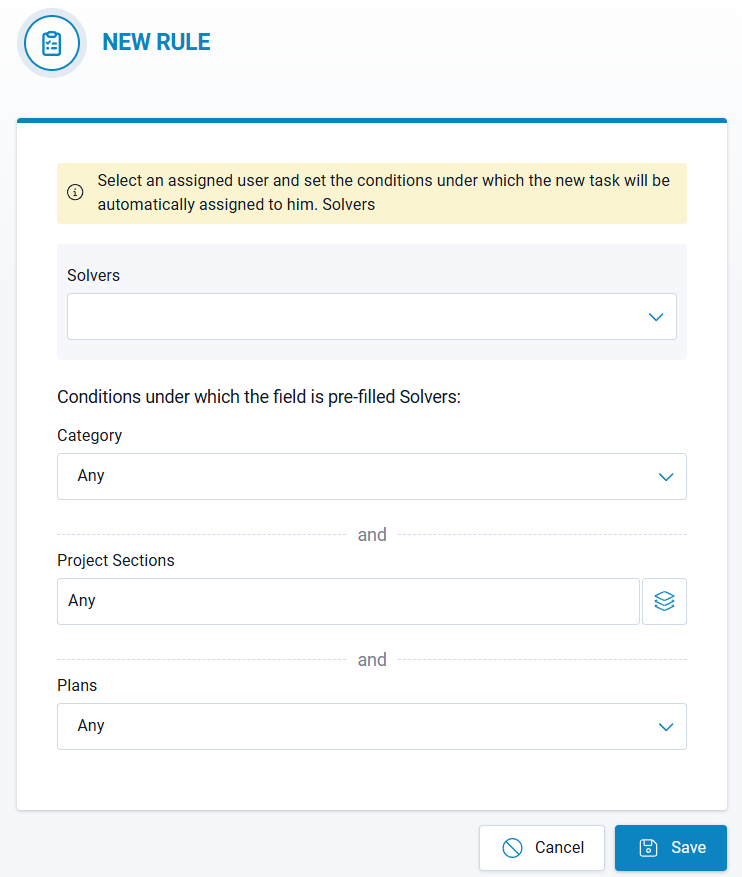 NEW RULE
Select an assigned user and set the conditions under which the new task will be
automatically assigned to him. Solvers
Solvers
Conditions under which the field is pre-filled Solvers:
Category
Any
and
Project Sections
Any
and
Plans
Any
Cancel
Save